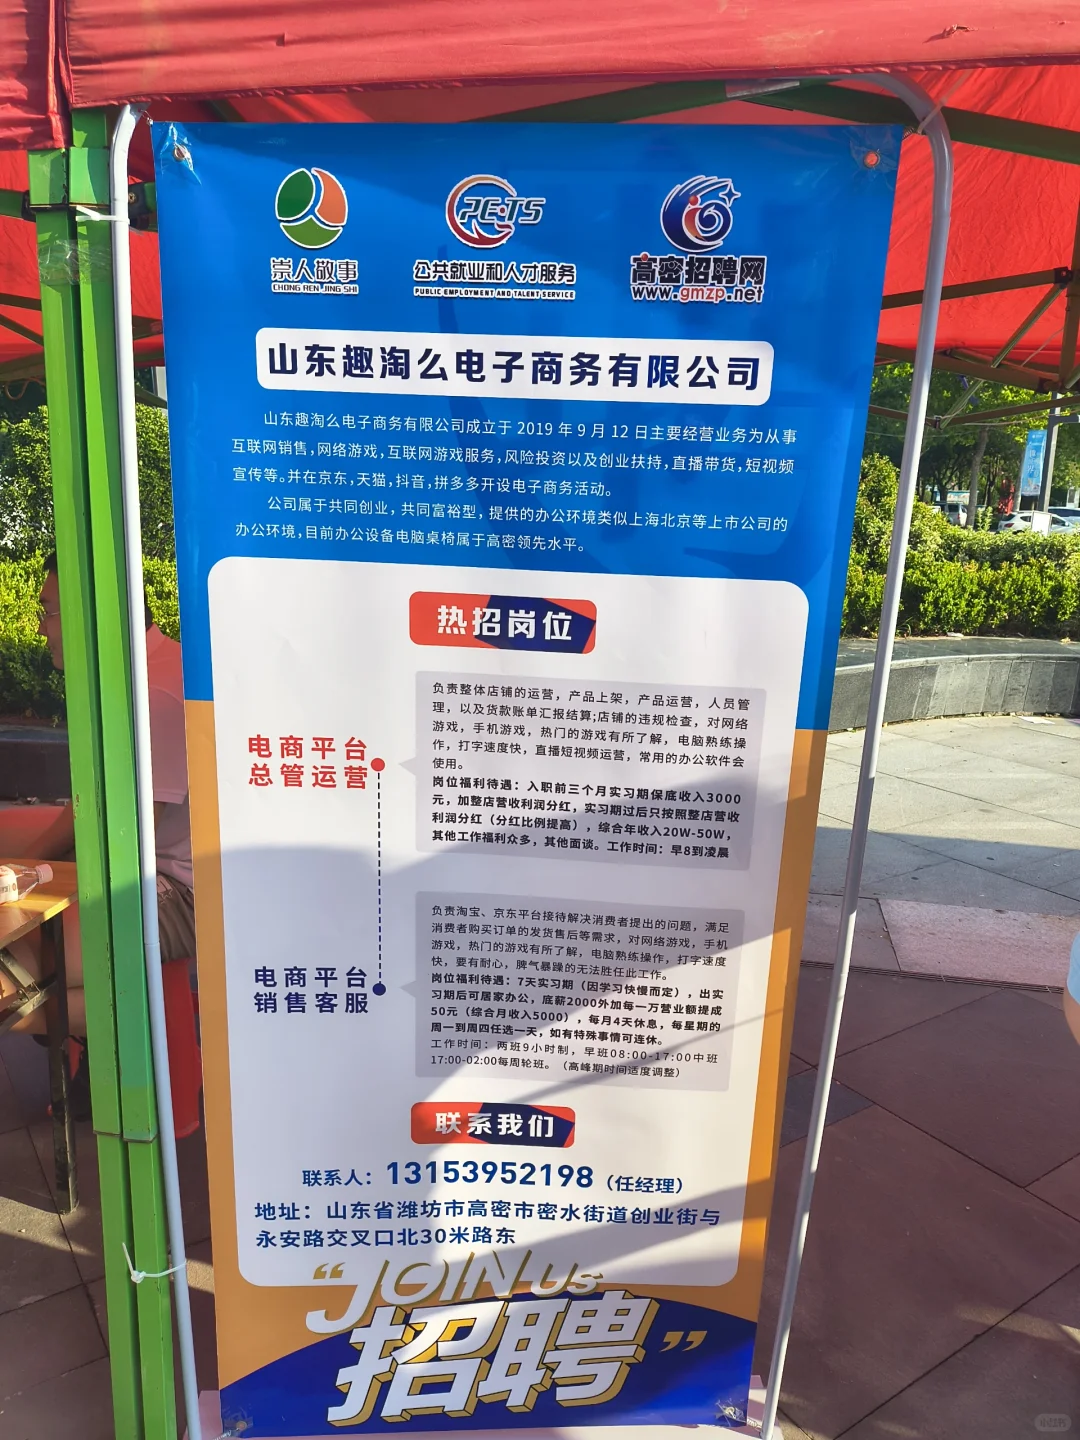 崇人敬事
CHONG REN JING SHI
PE·TS
公共就业和人才服务
PUBLIC EMPLOYMENT AND TALENT SERVICE
高密招聘网
www.gmzp.net
山东趣淘么电子商务有限公司
山东趣淘么电子商务有限公司成立于 2019 年 9 月 12 日主要经营业务为从事
互联网销售,网络游戏,互联网游戏服务,风险投资以及创业扶持,直播带货,短视频
宣传等。并在京东,天猫,抖音,拼多多开设电子商务活动。
公司属于共同创业，共同富裕型，提供的办公环境类似上海北京等上市公司的
办公环境,目前办公设备电脑桌椅属于高密领先水平。
热招岗位
电商平台
总管运营
负责整体店铺的运营，产品上架，产品运营，人员管
理，以及货款账单汇报结算;店铺的违规检查，对网络
游戏，手机游戏，热门的游戏有所了解，电脑熟练操
作，打字速度快，直播短视频运营，常用的办公软件会
使用。
岗位福利待遇：入职前三个月实习期保底收入3000
元，加整店营收利润分红，实习期过后只按照整店营收
利润分红（分红比例提高），综合年收入20W-50W，
其他工作福利众多，其他面谈。工作时间：早8到凌晨
电商平台
销售客服
负责淘宝、京东平台接待解决消费者提出的问题，满足
消费者购买订单的发货售后等需求，对网络游戏，手机
游戏，热门的游戏有所了解，电脑熟练操作，打字速度
快，要有耐心，脾气暴躁的无法胜任此工作。
岗位福利待遇：7天实习期（因学习快慢而定），出实
习期后可居家办公，底薪2000外加每一万营业额提成
50元（综合月收入5000），每月4天休息，每星期的
周一到周四任选一天，如有特殊事情可连休。
工作时间：两班9小时制，早班08:00-17:00中班
17:00-02:00每周轮班。（高峰期时间适度调整）
联系我们
联系人：13153952198（任经理）
地址：山东省潍坊市高密市密水街道创业街与
永安路交叉口北30米路东
“JOIN US
招聘”
小红书